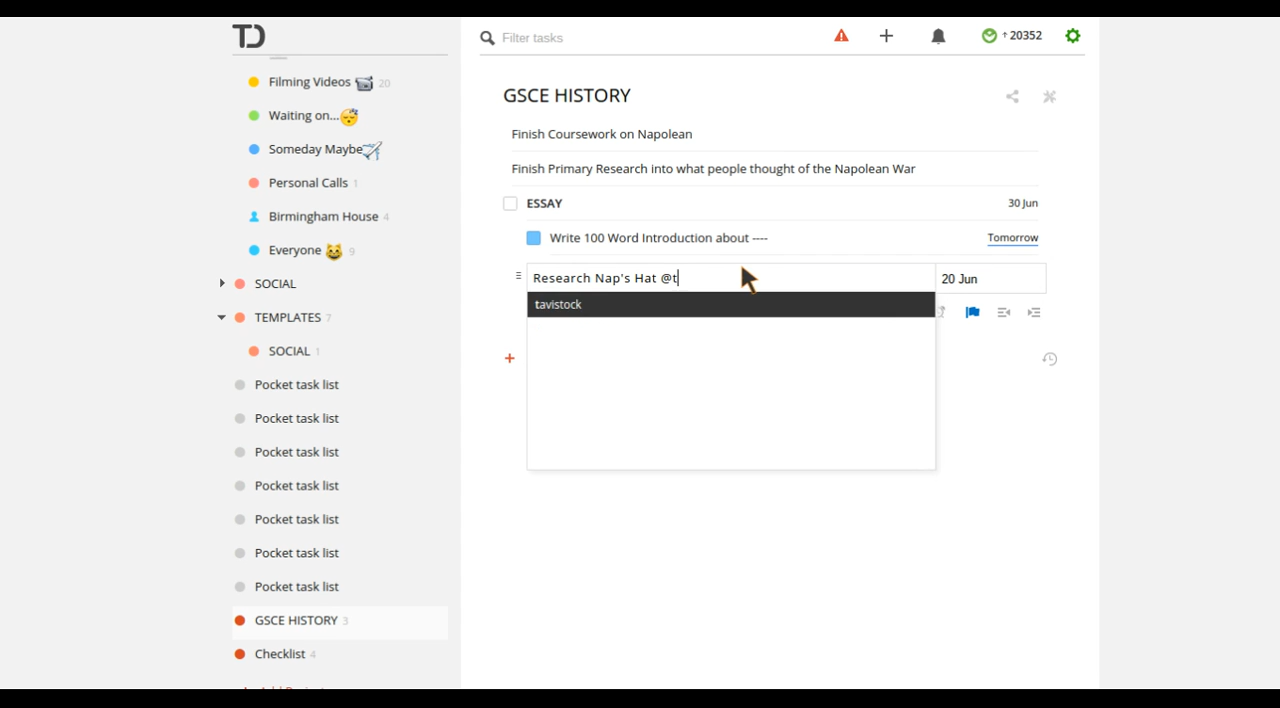 TD
Filter tasks
20352
Filming Videos 20
Waiting on...
Someday Maybe
Personal Calls 1
Birmingham House 4
Everyone 9
SOCIAL
TEMPLATES 7
SOCIAL 1
Pocket task list
Pocket task list
Pocket task list
Pocket task list
Pocket task list
Pocket task list
Pocket task list
GSCE HISTORY 3
Checklist 4
GSCE HISTORY
Finish Coursework on Napolean
Finish Primary Research into what people thought of the Napolean War
ESSAY 30 Jun
Write 100 Word Introduction about ---- Tomorrow
Research Nap's Hat @t 20 Jun
tavistock